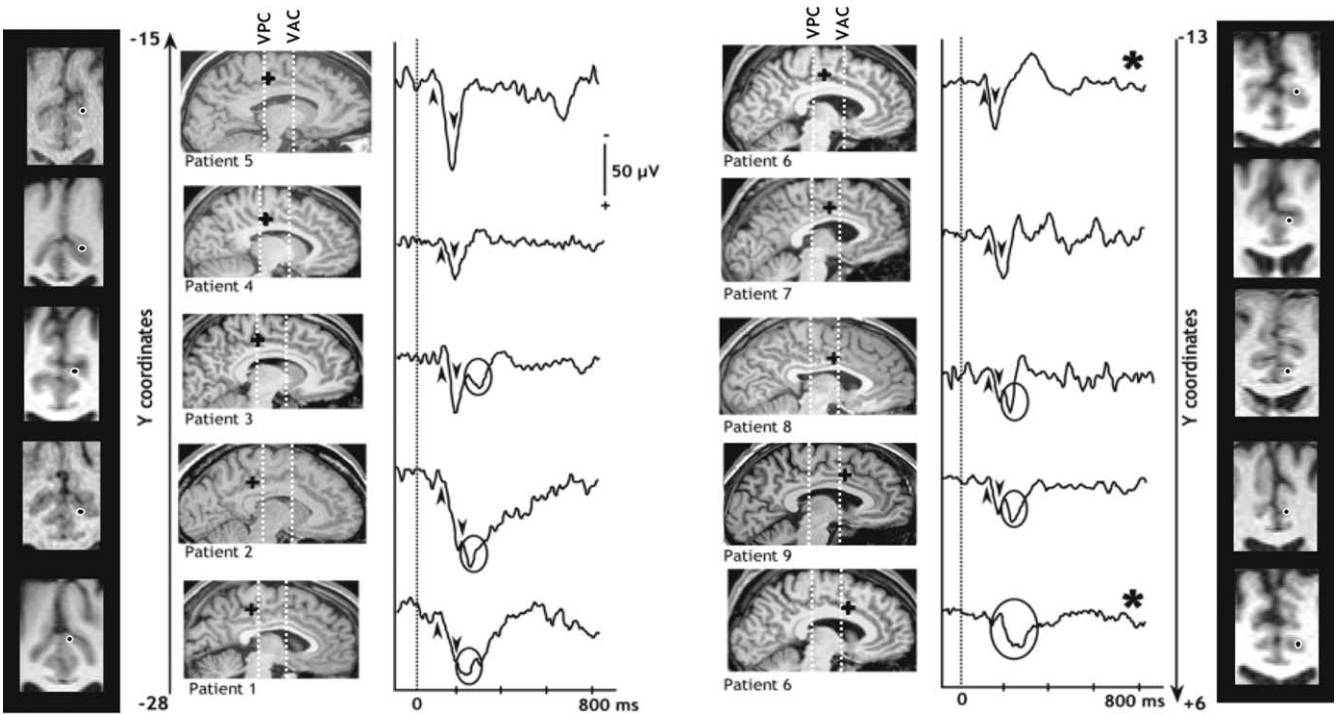 VPC VAC
-15
Patient 5
-
50 µV
+
Patient 4
Y coordinates
Patient 3
Patient 2
Patient 1
-28
0 800 ms
VPC VAC
-13
*
Patient 6
Patient 7
Y coordinates
Patient 8
Patient 9
*
Patient 6
0 800 ms
+6